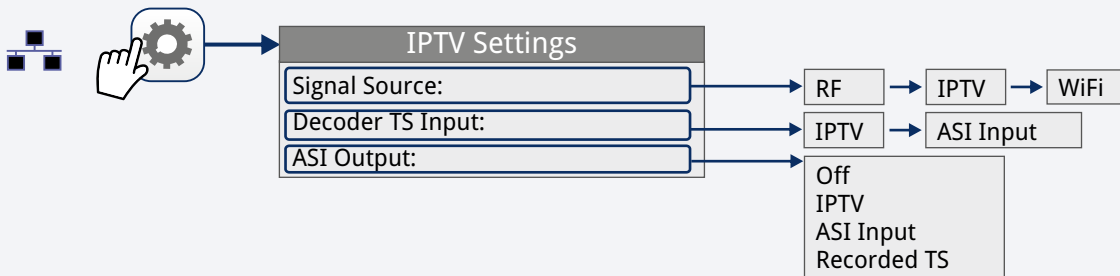 IPTV Settings
Signal Source:
RF
IPTV
WiFi
Decoder TS Input:
IPTV
ASI Input
ASI Output:
Off
IPTV
ASI Input
Recorded TS